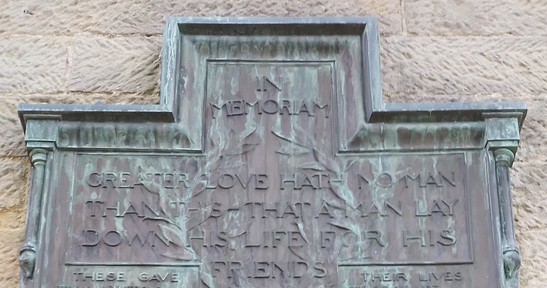 IN
MEMORIAM
GREATER LOVE HATH NO MAN
THAN THIS THAT A MAN LAY
DOWN HIS LIFE FOR HIS
FRIENDS
THESE GAVE
THEIR LIVES